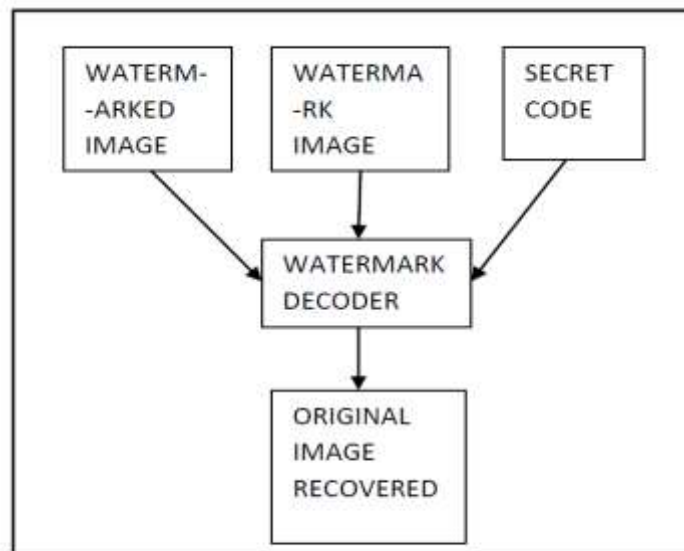 WATERM-
-ARKED
IMAGE
WATERMA
-RK
IMAGE
SECRET
CODE
WATERMARK
DECODER
ORIGINAL
IMAGE
RECOVERED